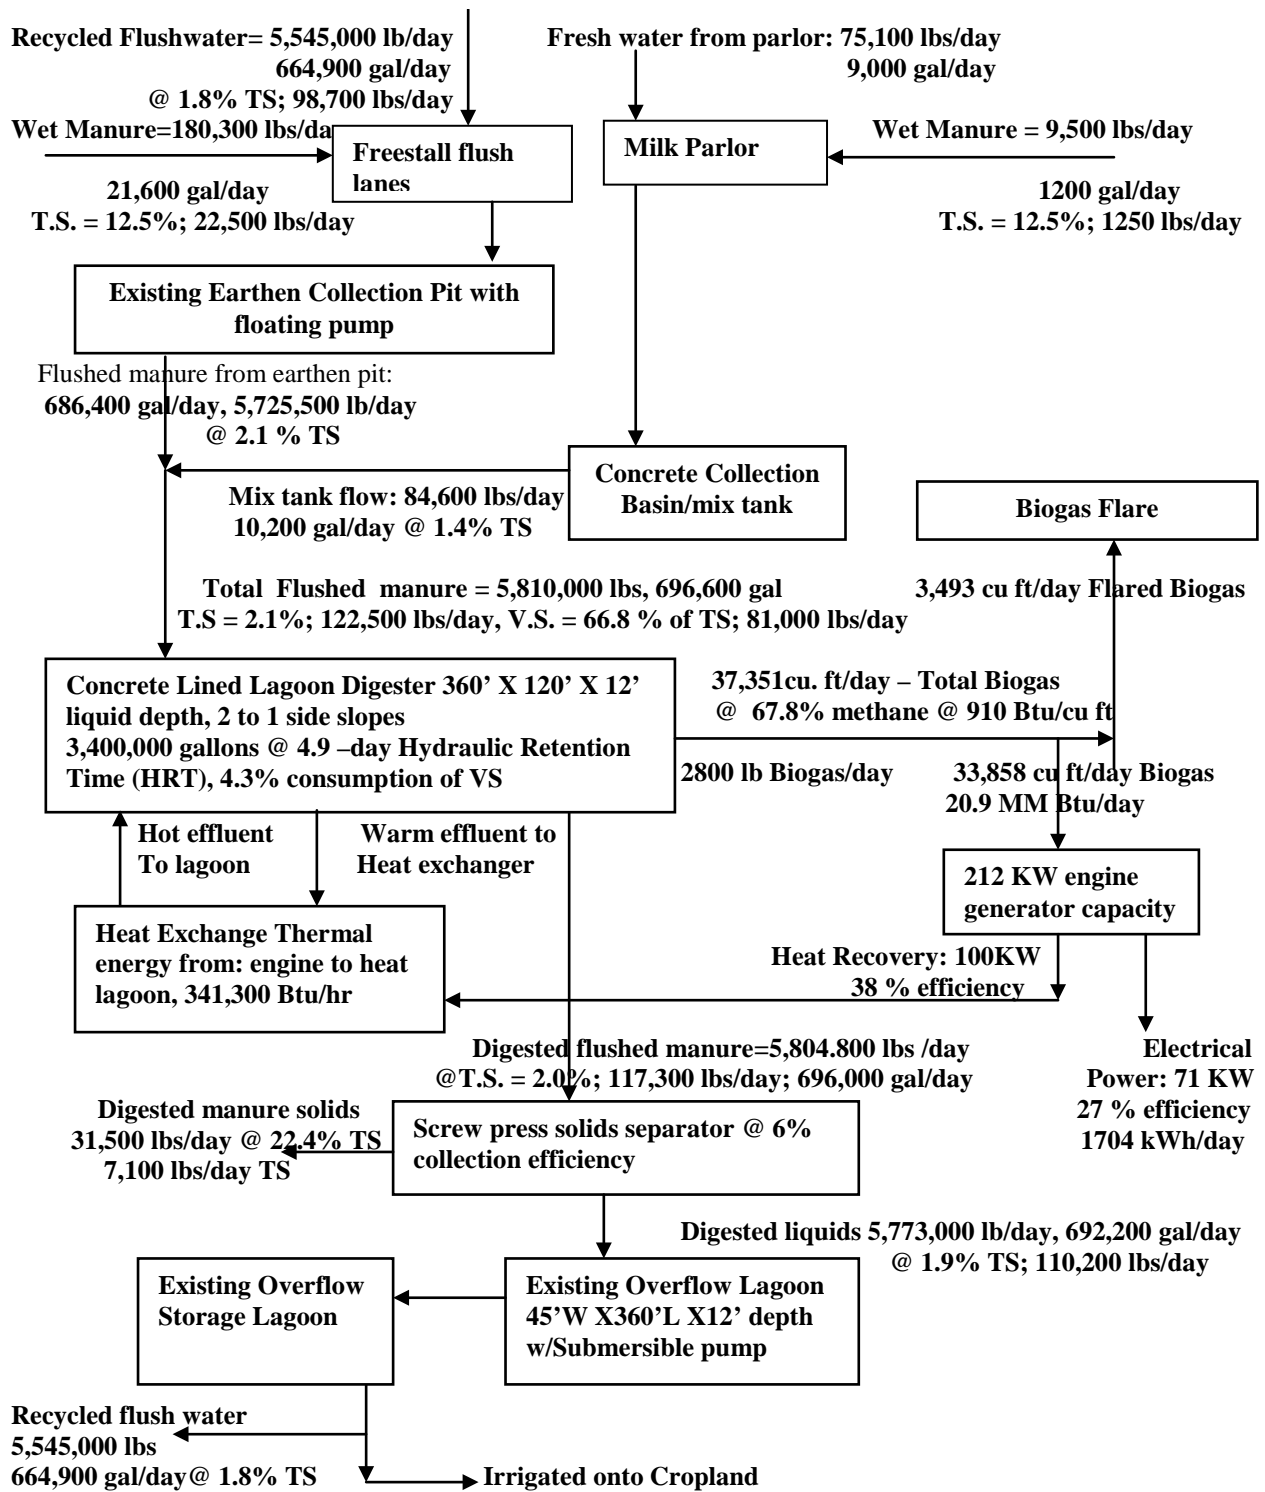 Recycled Flushwater= 5,545,000 lb/day
664,900 gal/day
@ 1.8% TS; 98,700 lbs/day
Fresh water from parlor: 75,100 lbs/day
9,000 gal/day
Wet Manure=180,300 lbs/da
21,600 gal/day
T.S. = 12.5%; 22,500 lbs/day
Freestall flush
lanes
Milk Parlor
Wet Manure = 9,500 lbs/day
1200 gal/day
T.S. = 12.5%; 1250 lbs/day
Existing Earthen Collection Pit with
floating pump
Flushed manure from earthen pit:
686,400 gal/day, 5,725,500 lb/day
@ 2.1 % TS
Concrete Collection
Basin/mix tank
Mix tank flow: 84,600 lbs/day
10,200 gal/day @ 1.4% TS
Biogas Flare
Total Flushed manure = 5,810,000 lbs, 696,600 gal
T.S = 2.1%; 122,500 lbs/day, V.S. = 66.8 % of TS; 81,000 lbs/day
3,493 cu ft/day Flared Biogas
Concrete Lined Lagoon Digester 360' X 120' X 12'
liquid depth, 2 to 1 side slopes
3,400,000 gallons @ 4.9 –day Hydraulic Retention
Time (HRT), 4.3% consumption of VS
37,351cu. ft/day – Total Biogas
@ 67.8% methane @ 910 Btu/cu ft
2800 lb Biogas/day
33,858 cu ft/day Biogas
20.9 MM Btu/day
Hot effluent
To lagoon
Warm effluent to
Heat exchanger
212 KW engine
generator capacity
Heat Exchange Thermal
energy from: engine to heat
lagoon, 341,300 Btu/hr
Heat Recovery: 100KW
38 % efficiency
Electrical
Power: 71 KW
27 % efficiency
1704 kWh/day
Digested flushed manure=5,804.800 lbs /day
@T.S. = 2.0%; 117,300 lbs/day; 696,000 gal/day
Digested manure solids
31,500 lbs/day @ 22.4% TS
7,100 lbs/day TS
Screw press solids separator @ 6%
collection efficiency
Digested liquids 5,773,000 lb/day, 692,200 gal/day
@ 1.9% TS; 110,200 lbs/day
Existing Overflow
Storage Lagoon
Existing Overflow Lagoon
45'W X360'L X12' depth
w/Submersible pump
Recycled flush water
5,545,000 lbs
664,900 gal/day@ 1.8% TS
Irrigated onto Cropland